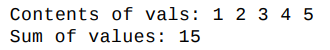 Contents of vals: 1 2 3 4 5
Sum of values: 15